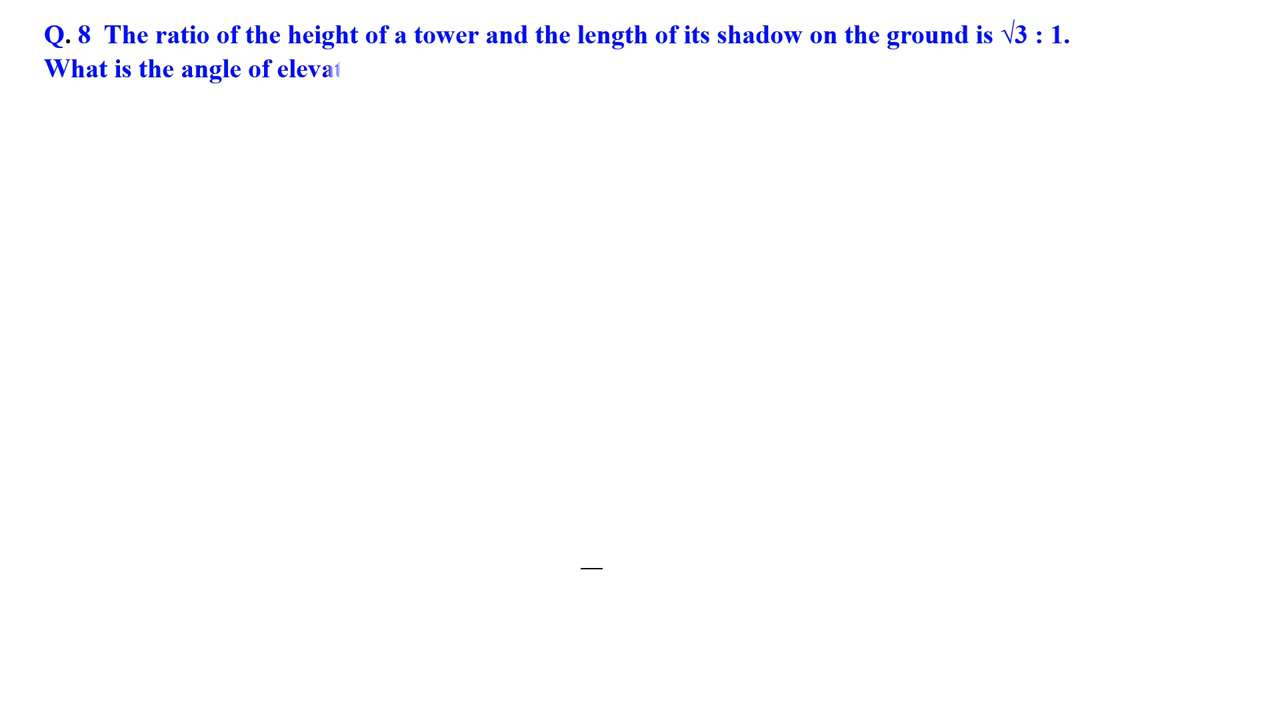 Q. 8 The ratio of the height of a tower and the length of its shadow on the ground is √3 : 1.
What is the angle of elevat